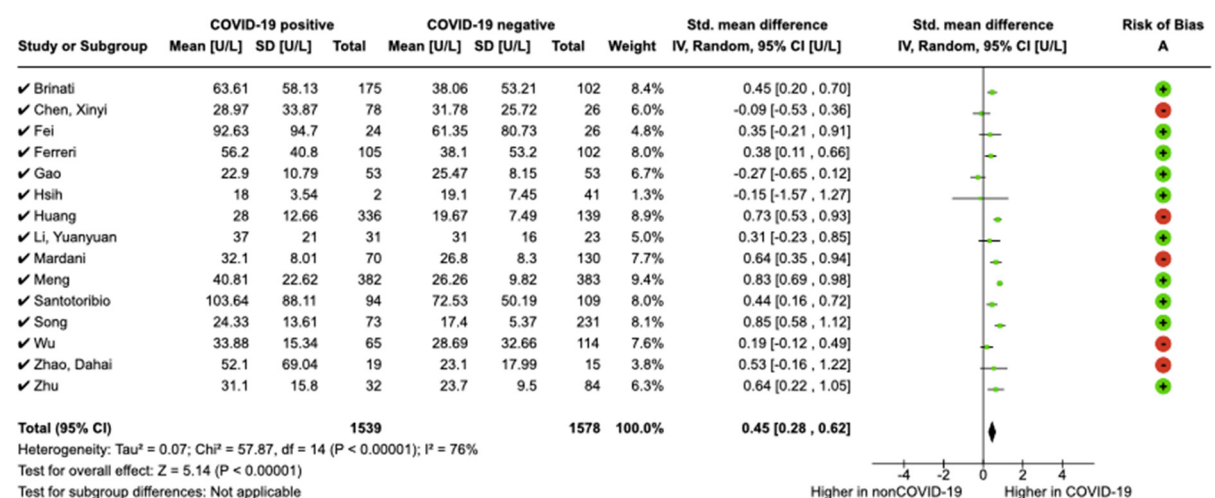 COVID-19 positive COVID-19 negative Std. mean difference Std. mean difference Risk of Bias
Study or Subgroup Mean [U/L] SD [U/L] Total Mean [U/L] SD [U/L] Total Weight IV, Random, 95% CI [U/L] IV, Random, 95% CI [U/L] A
✔ Brinati 63.61 58.13 175 38.06 53.21 102 8.4% 0.45 [0.20 , 0.70] +
✔ Chen, Xinyi 28.97 33.87 78 31.78 25.72 26 6.0% -0.09 [-0.53 , 0.36] -
✔ Fei 92.63 94.7 24 61.35 80.73 26 4.8% 0.35 [-0.21 , 0.91] +
✔ Ferreri 56.2 40.8 105 38.1 53.2 102 8.0% 0.38 [0.11 , 0.66] +
✔ Gao 22.9 10.79 53 25.47 8.15 53 6.7% -0.27 [-0.65 , 0.12] +
✔ Hsih 18 3.54 2 19.1 7.45 41 1.3% -0.15 [-1.57 , 1.27] +
✔ Huang 28 12.66 336 19.67 7.49 139 8.9% 0.73 [0.53 , 0.93] -
✔ Li, Yuanyuan 37 21 31 31 16 23 5.0% 0.31 [-0.23 , 0.85] +
✔ Mardani 32.1 8.01 70 26.8 8.3 130 7.7% 0.64 [0.35 , 0.94] -
✔ Meng 40.81 22.62 382 26.26 9.82 383 9.4% 0.83 [0.69 , 0.98] +
✔ Santotoribio 103.64 88.11 94 72.53 50.19 109 8.0% 0.44 [0.16 , 0.72] +
✔ Song 24.33 13.61 73 17.4 5.37 231 8.1% 0.85 [0.58 , 1.12] +
✔ Wu 33.88 15.34 65 28.69 32.66 114 7.6% 0.19 [-0.12 , 0.49] -
✔ Zhao, Dahai 52.1 69.04 19 23.1 17.99 15 3.8% 0.53 [-0.16 , 1.22] -
✔ Zhu 31.1 15.8 32 23.7 9.5 84 6.3% 0.64 [0.22 , 1.05] +
Total (95% CI) 1539 1578 100.0% 0.45 [0.28 , 0.62]
Heterogeneity: Tau² = 0.07; Chi² = 57.87, df = 14 (P < 0.00001); I² = 76%
Test for overall effect: Z = 5.14 (P < 0.00001)
-4 -2 0 2 4
Test for subgroup differences: Not applicable Higher in nonCOVID-19 Higher in COVID-19